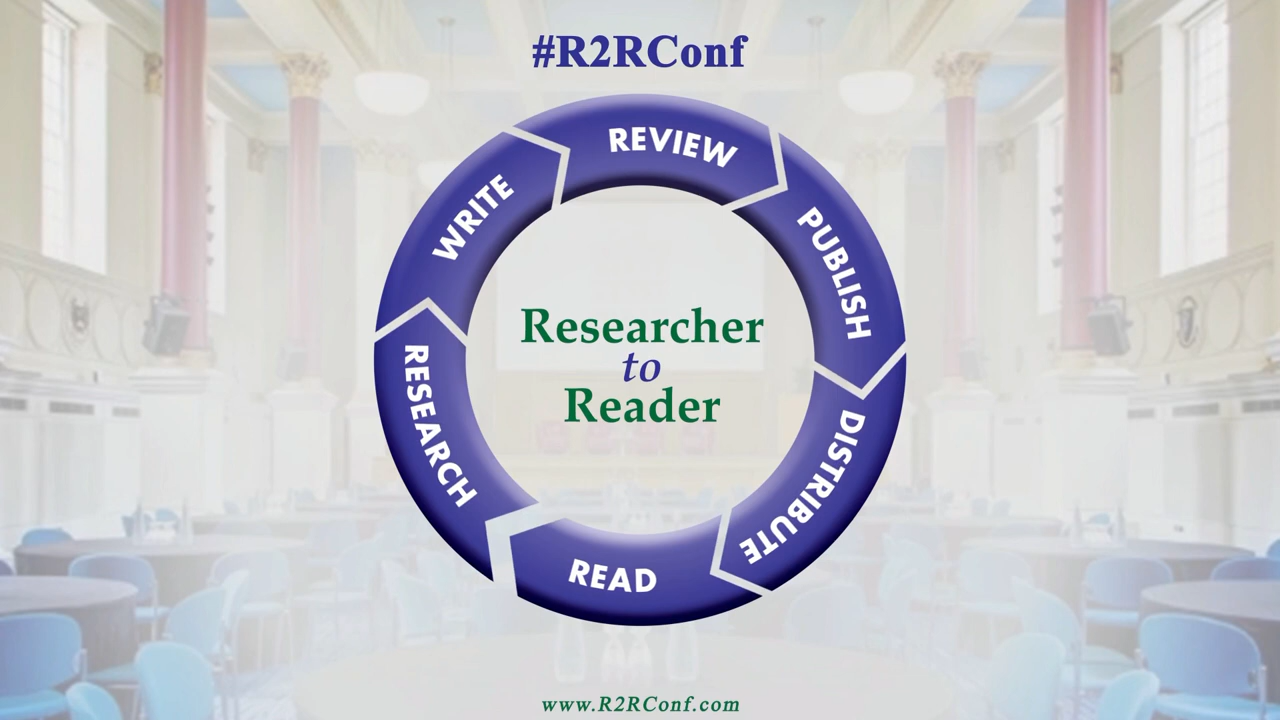 #R2RConf
REVIEW
PUBLISH
DISTRIBUTE
READ
RESEARCH
WRITE
Researcher
to
Reader
www.R2RConf.com